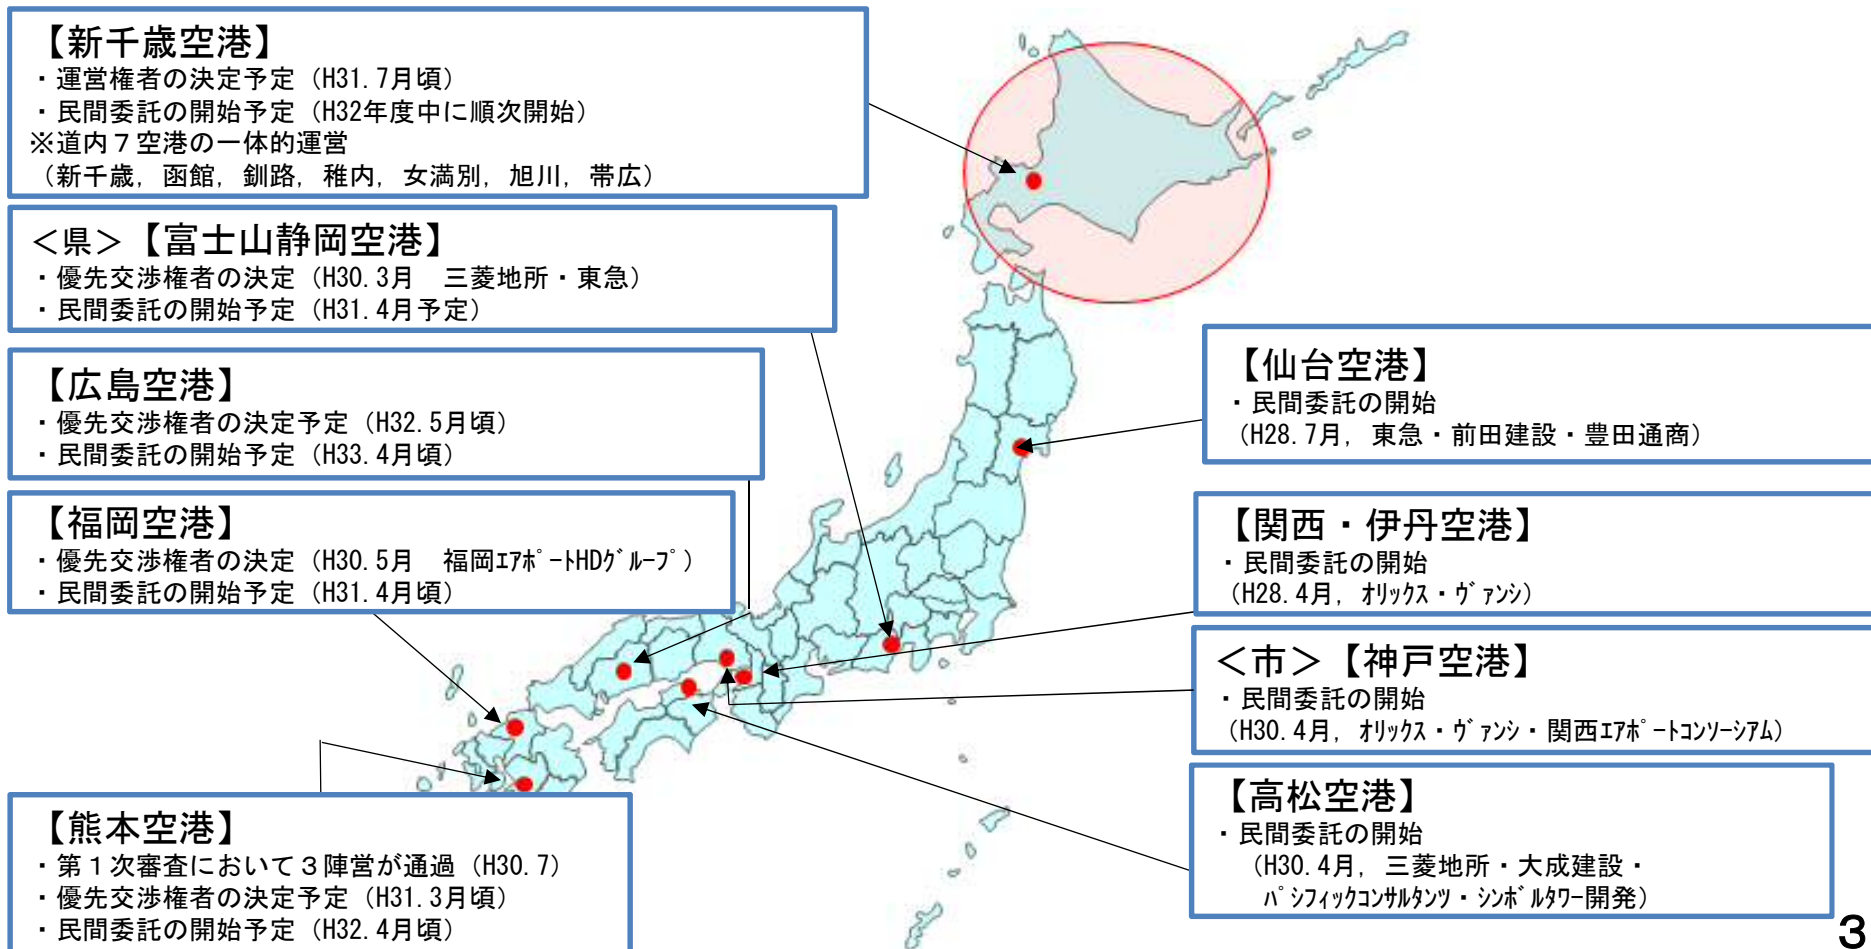 【新千歳空港】
・運営権者の決定予定（H31.7月頃）
・民間委託の開始予定（H32年度中に順次開始）
※道内７空港の一体的運営
（新千歳，函館，釧路，稚内，女満別，旭川，帯広）
＜県＞【富士山静岡空港】
・優先交渉権者の決定（H30.3月　三菱地所・東急）
・民間委託の開始予定（H31.4月予定）
【広島空港】
・優先交渉権者の決定予定（H32.5月頃）
・民間委託の開始予定（H33.4月頃）
【福岡空港】
・優先交渉権者の決定（H30.5月　福岡ｴｱﾎﾟｰﾄHDｸﾞﾙｰﾌﾟ）
・民間委託の開始予定（H31.4月頃）
【熊本空港】
・第１次審査において３陣営が通過（H30.7）
・優先交渉権者の決定予定（H31.3月頃）
・民間委託の開始予定（H32.4月頃）
【仙台空港】
・民間委託の開始
（H28.7月，東急・前田建設・豊田通商）
【関西・伊丹空港】
・民間委託の開始
（H28.4月，ｵﾘｯｸｽ・ｳﾞｧﾝｼ）
＜市＞【神戸空港】
・民間委託の開始
（H30.4月，ｵﾘｯｸｽ・ｳﾞｧﾝｼ・関西ｴｱﾎﾟｰﾄｺﾝｿｰｼｱﾑ）
【高松空港】
・民間委託の開始
（H30.4月，三菱地所・大成建設・
ﾊﾟｼﾌｨｯｸｺﾝｻﾙﾀﾝﾂ・ｼﾝﾎﾞﾙﾀﾜｰ開発）
3